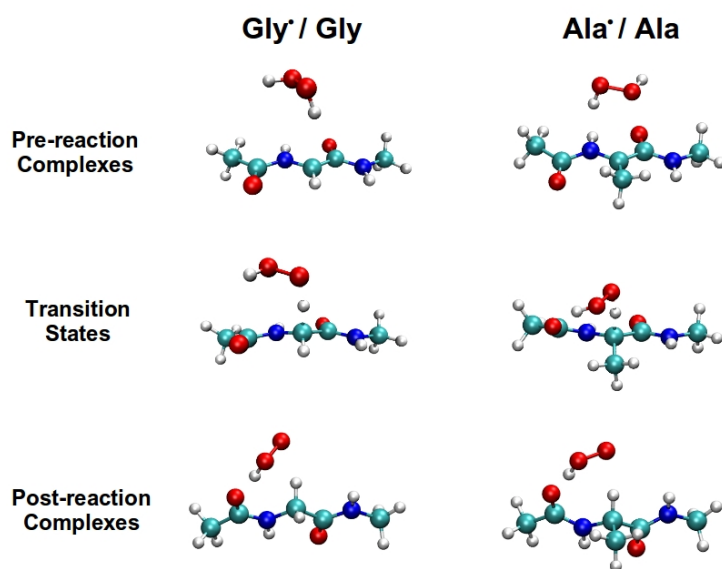 Gly• / Gly
Ala• / Ala
Pre-reaction
Complexes
Transition
States
Post-reaction
Complexes